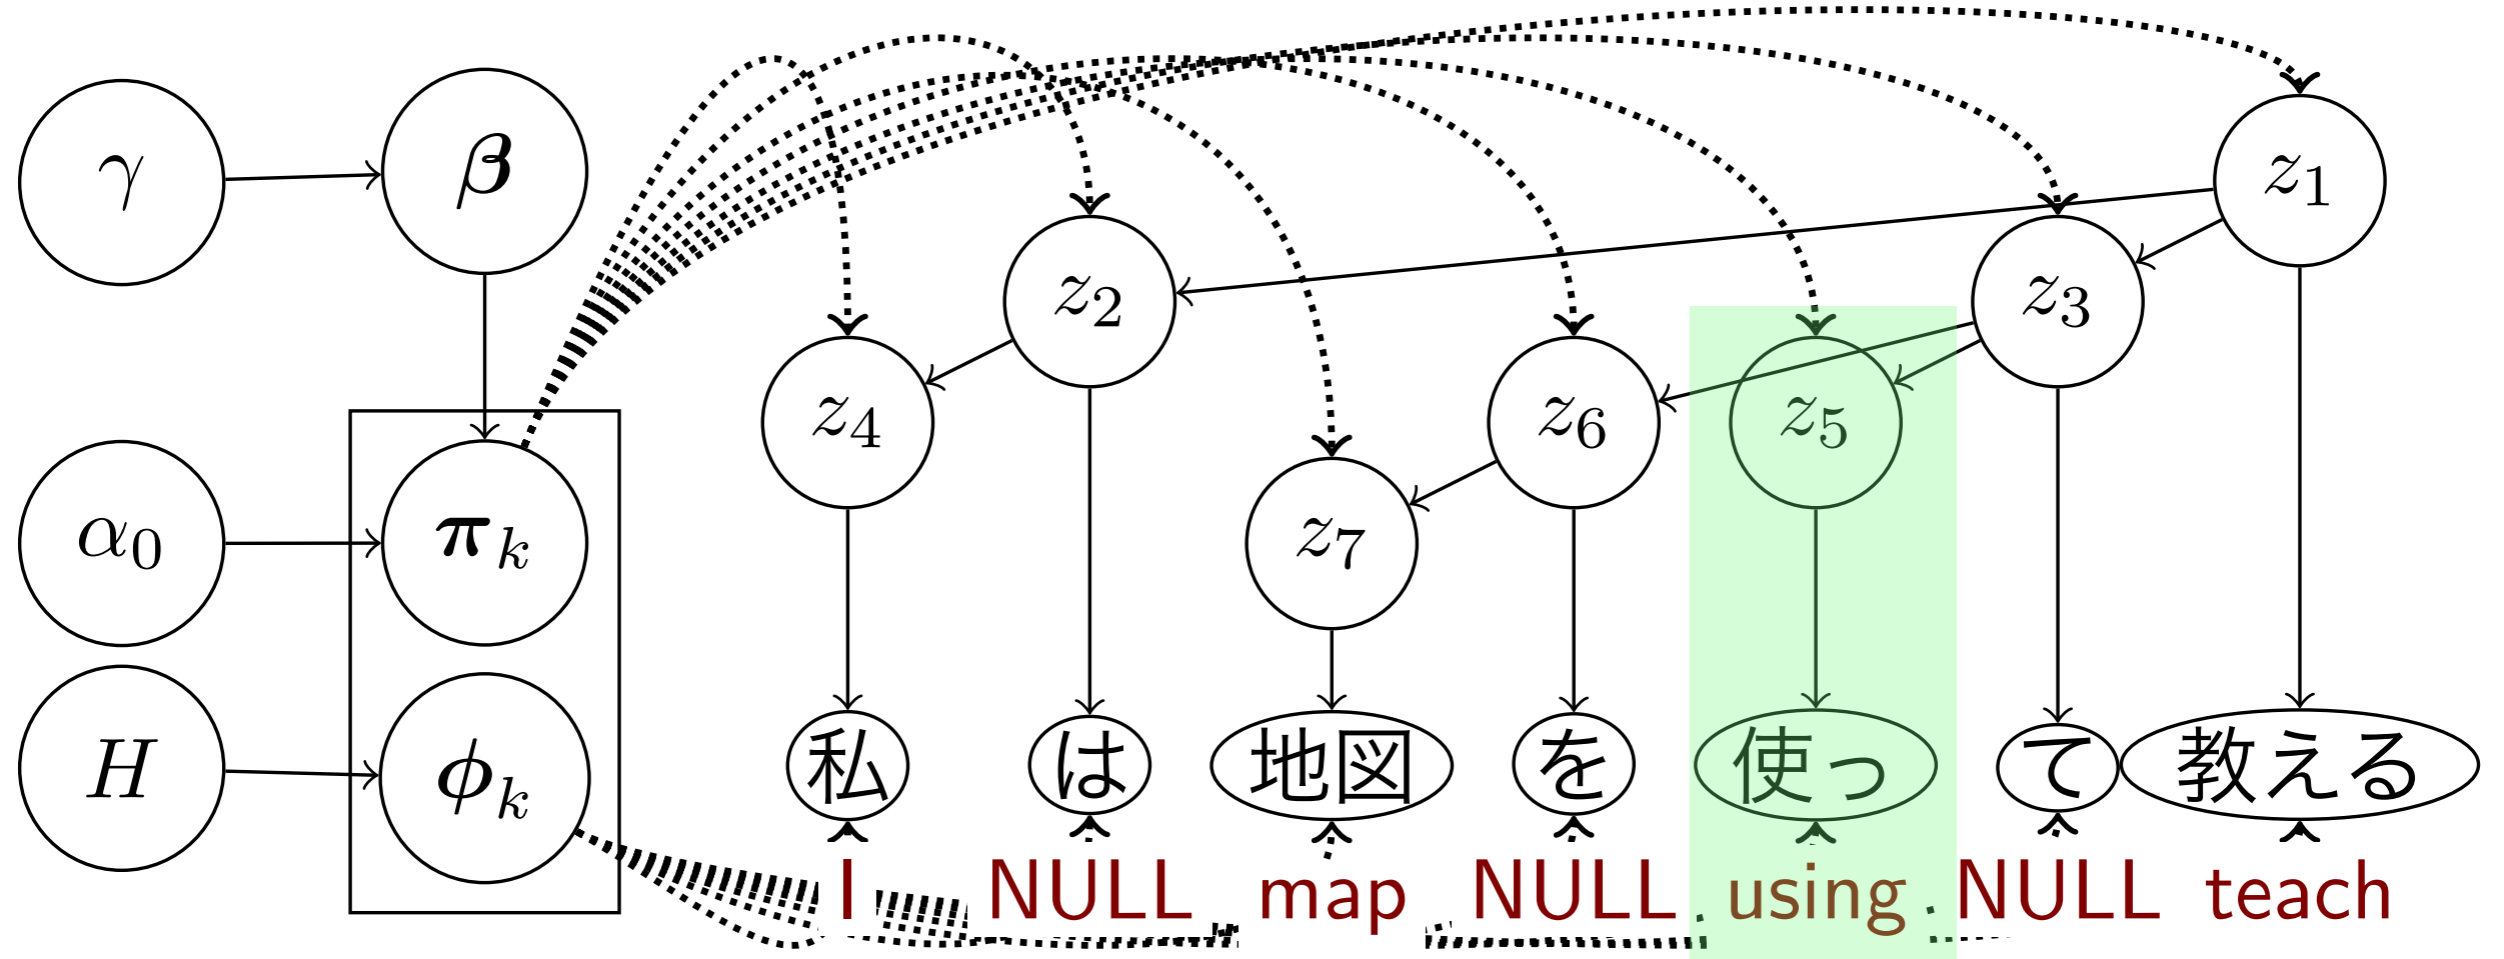 γ β z₁
z₂ z₃
z₄ z₆ z₅
α₀ πₖ z₇
H ϕₖ 私 は 地図 を 使っ て 教える
I NULL map NULL using NULL teach